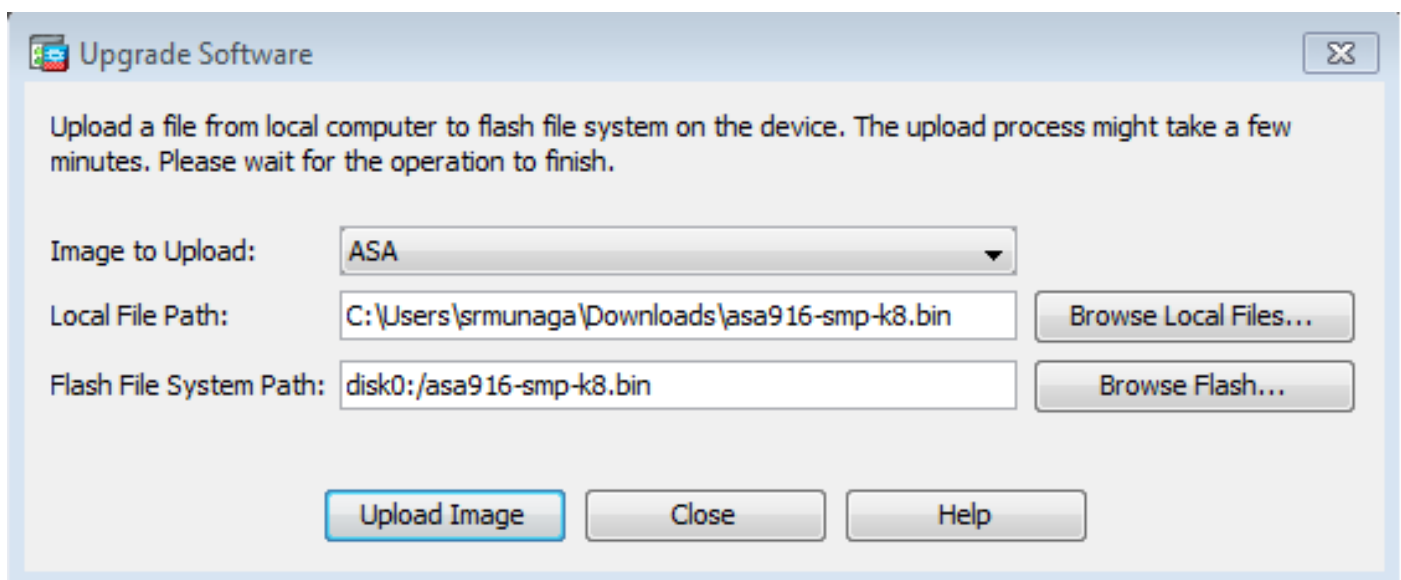 Upgrade Software
Upload a file from local computer to flash file system on the device. The upload process might take a few
minutes. Please wait for the operation to finish.
Image to Upload: ASA
Local File Path: C:\Users\srmunaga\Downloads\asa916-smp-k8.bin Browse Local Files...
Flash File System Path: disk0:/asa916-smp-k8.bin Browse Flash...
Upload Image Close Help